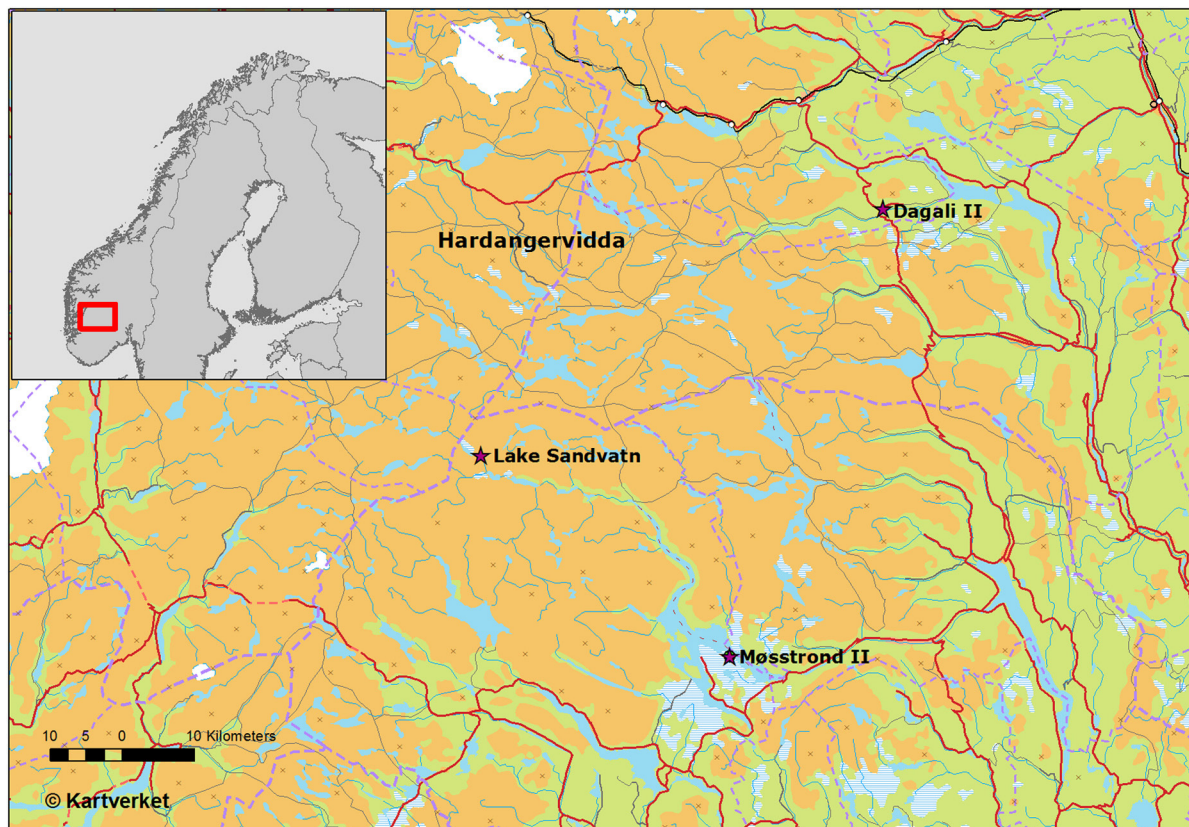 Dagali II
Hardangervidda
Lake Sandvatn
Møsstrond II
10 5 0 10 Kilometers
© Kartverket